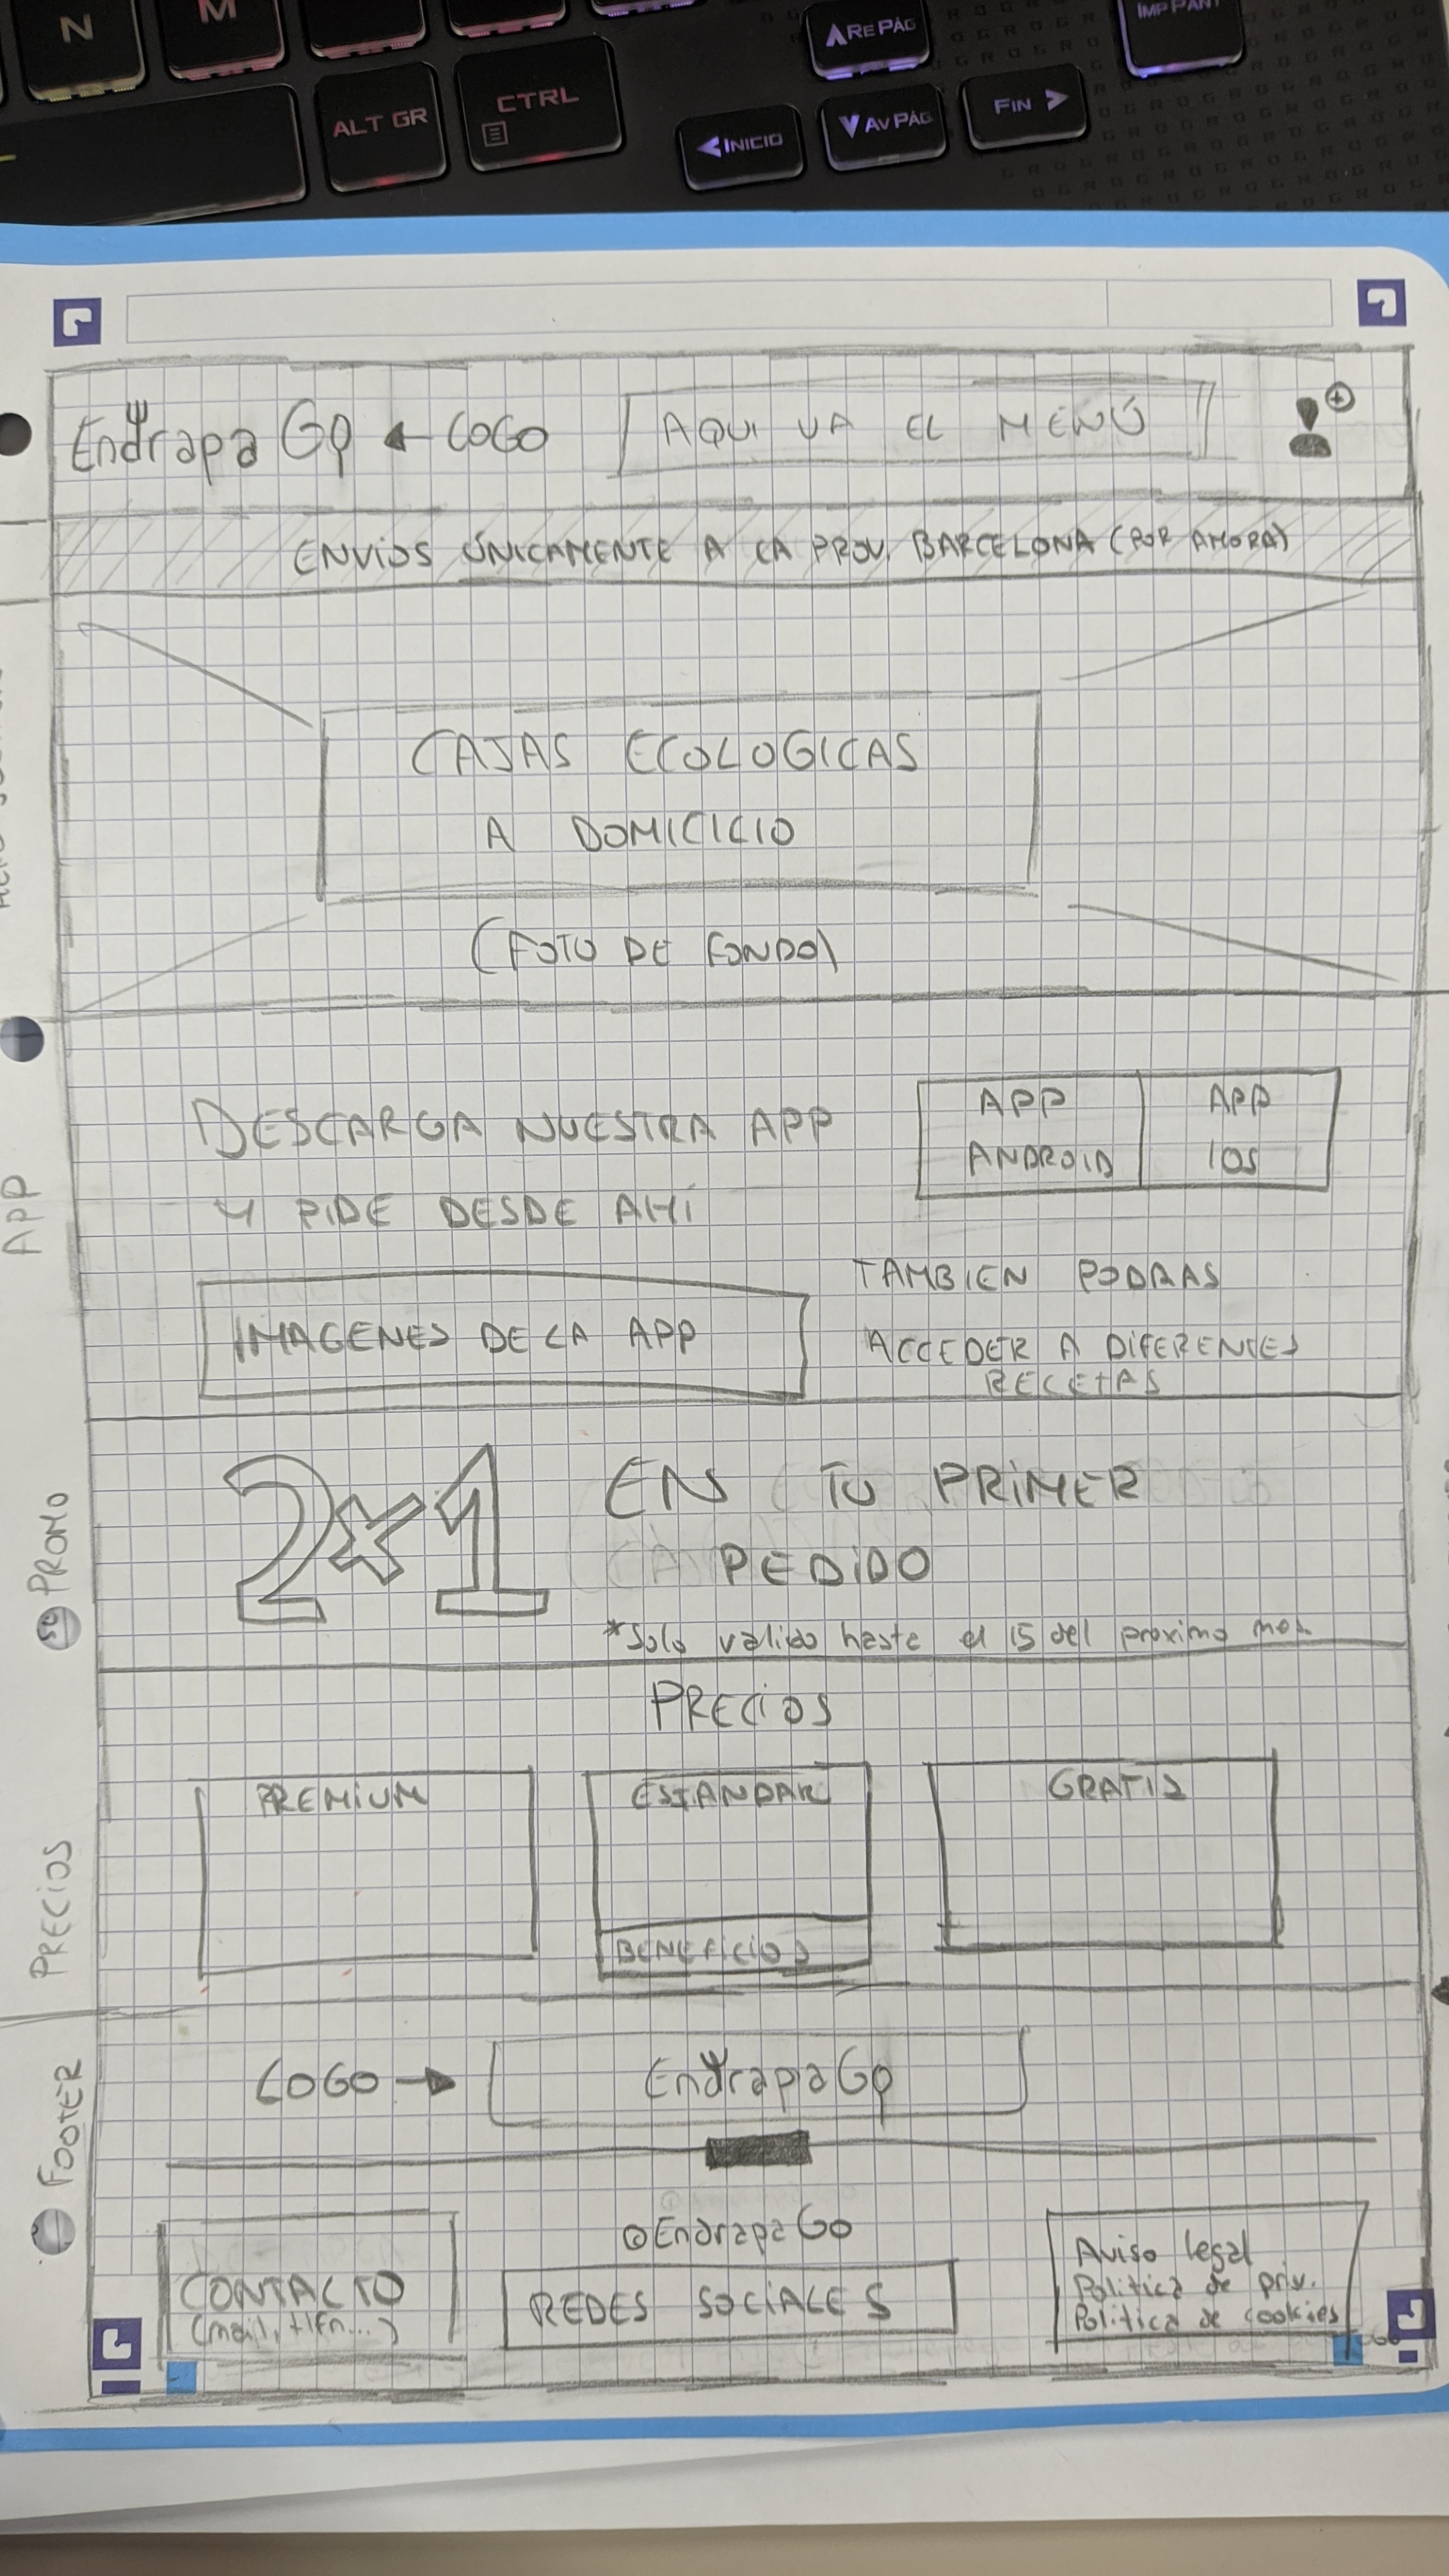 N
M
ALT GR
CTRL
RE PÁG
IMP PANT
INICIO
AV PÁG
FIN
EndrapaGo ← LOGO
AQUI VA EL MENÚ
ENVÍOS ÚNICAMENTE A LA PROV. BARCELONA (POR AHORA)
CAJAS ECOLOGICAS
A DOMICILIO
(FOTO DE FONDO)
APP
DESCARGA NUESTRA APP
Y PIDE DESDE AHÍ
APP
ANDROID
APP
IOS
IMAGENES DE LA APP
TAMBIEN PODRAS
ACCEDER A DIFERENTES
RECETAS
PROMO
2x1
EN TU PRIMER
PEDIDO
*Solo valido hasta el 15 del proximo mes
PRECIOS
PRECIOS
PREMIUM
ESTANDAR
BENEFICIOS
GRATIS
FOOTER
LOGO →
EndrapaGo
@EndrapaGo
CONTACTO
(mail, tlfn...)
REDES SOCIALES
Aviso legal
Politica de priv.
Politica de cookies